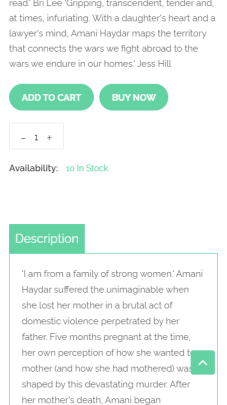 read.' Bri Lee 'Gripping, transcendent, tender and,
at times, infuriating. With a daughter's heart and a
lawyer's mind, Amani Haydar maps the territory
that connects the wars we fight abroad to the
wars we endure in our homes.' Jess Hill
ADD TO CART BUY NOW
- 1 +
Availability: 10 In Stock
Description
'I am from a family of strong women.' Amani
Haydar suffered the unimaginable when
she lost her mother in a brutal act of
domestic violence perpetrated by her
father. Five months pregnant at the time,
her own perception of how she wanted to
mother (and how she had mothered) was
shaped by this devastating murder. After
her mother's death, Amani began